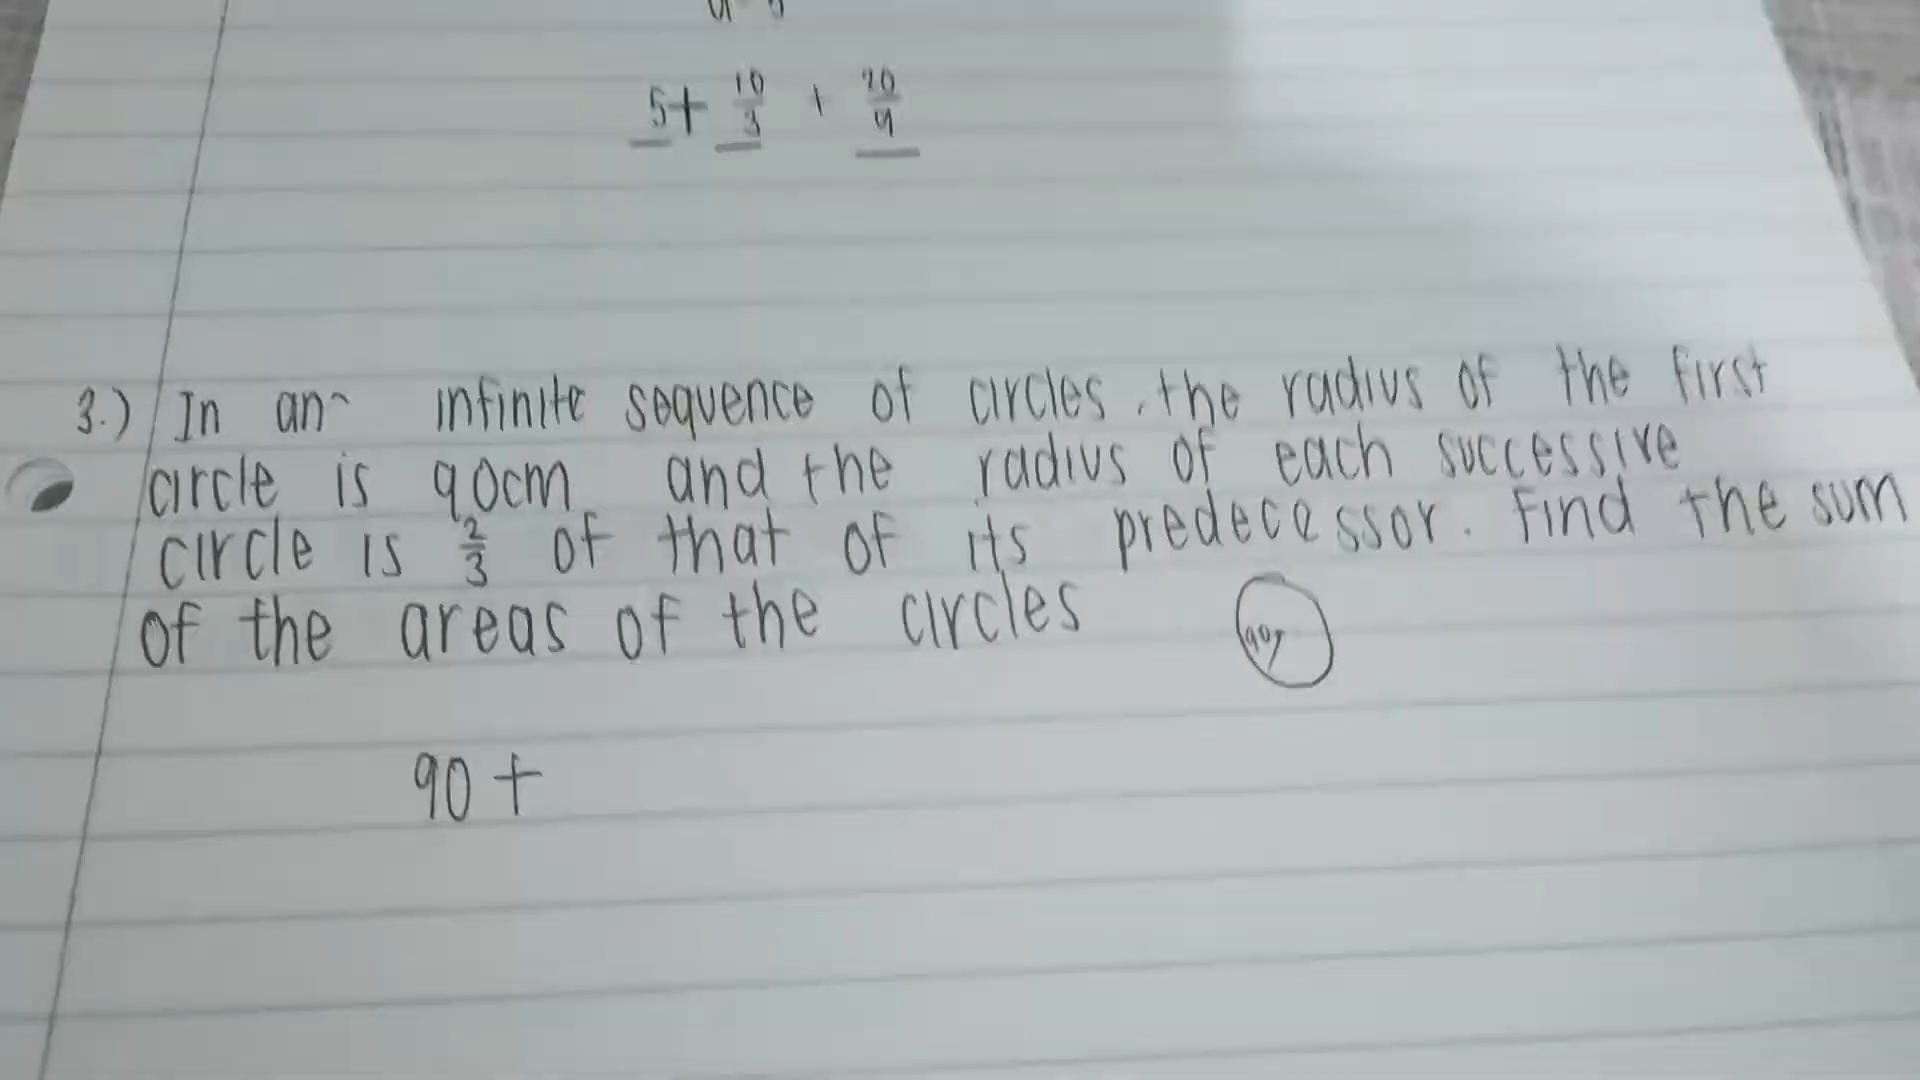 5 + 10/3 + 20/9
3.) In an infinite sequence of circles, the radius of the first
circle is 90cm and the radius of each successive
circle is 2/3 of that of its predecessor. Find the sum
of the areas of the circles
90 +